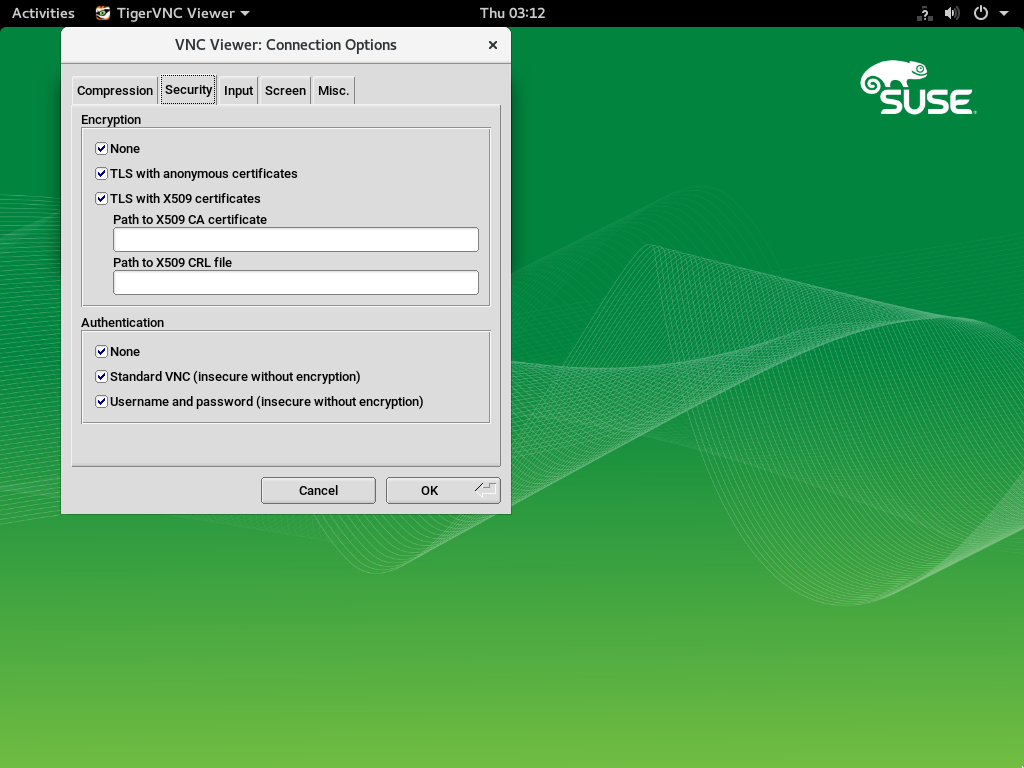 Activities TigerVNC Viewer Thu 03:12
VNC Viewer: Connection Options
SUSE
Compression Security Input Screen Misc.
Encryption
None
TLS with anonymous certificates
TLS with X509 certificates
Path to X509 CA certificate
Path to X509 CRL file
Authentication
None
Standard VNC (insecure without encryption)
Username and password (insecure without encryption)
Cancel OK